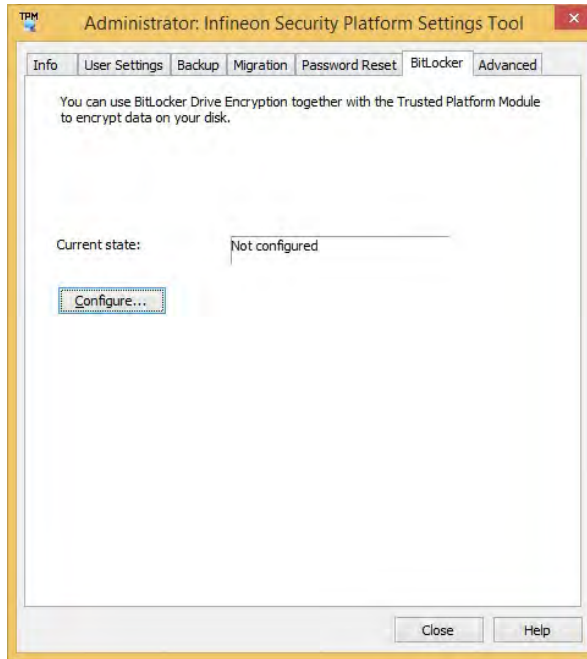 TPM
Administrator: Infineon Security Platform Settings Tool
Info User Settings Backup Migration Password Reset BitLocker Advanced
You can use BitLocker Drive Encryption together with the Trusted Platform Module
to encrypt data on your disk.
Current state: Not configured
Configure...
Close Help